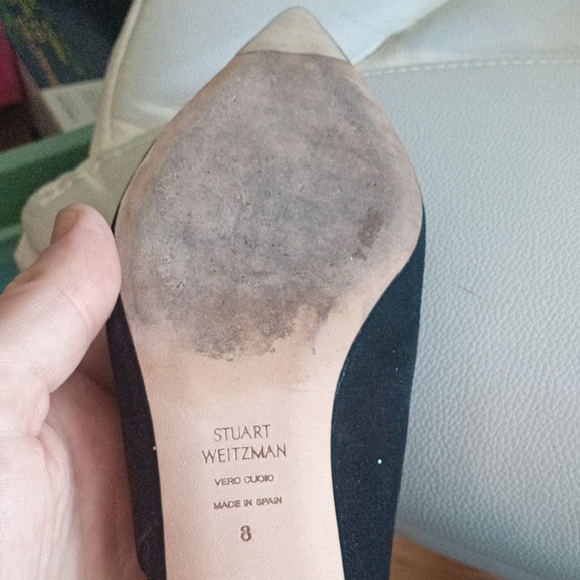 STUART
WEITZMAN
VERO CUOIO
MADE IN SPAIN
8